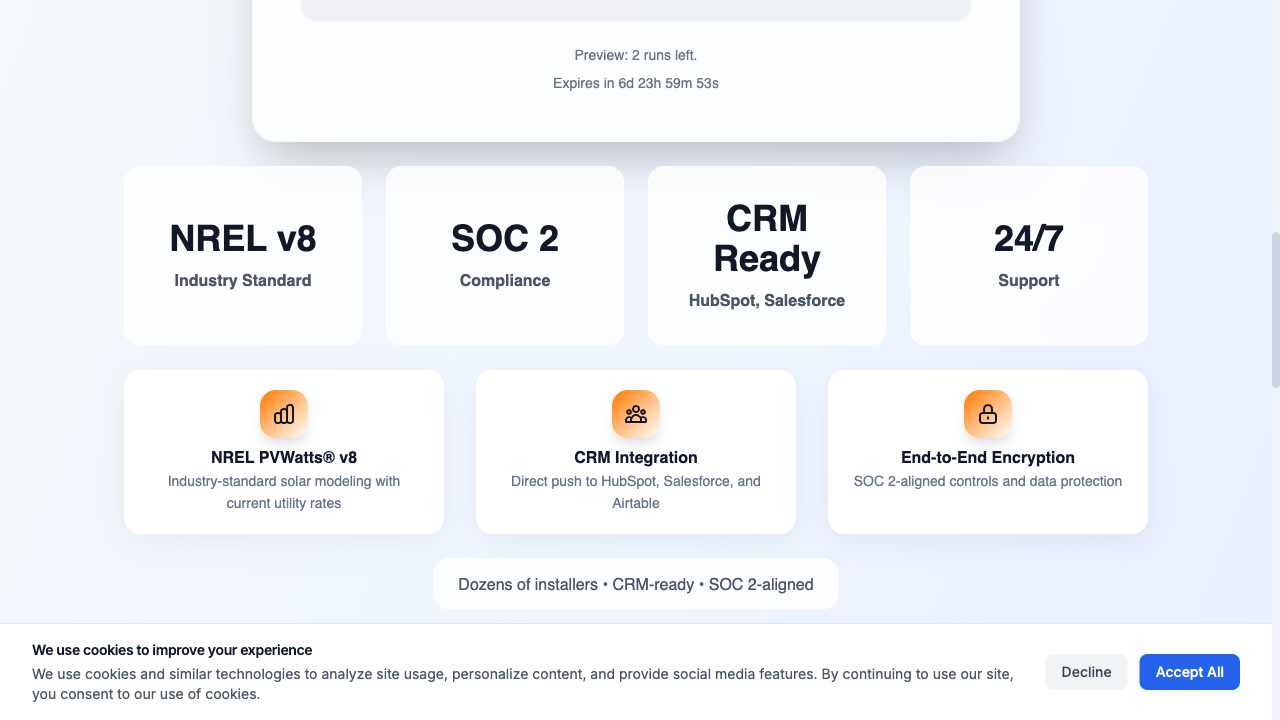 Preview: 2 runs left.
Expires in 6d 23h 59m 53s
NREL v8
Industry Standard
SOC 2
Compliance
CRM
Ready
HubSpot, Salesforce
24/7
Support
NREL PVWatts® v8
Industry-standard solar modeling with
current utility rates
CRM Integration
Direct push to HubSpot, Salesforce, and
Airtable
End-to-End Encryption
SOC 2-aligned controls and data protection
Dozens of installers • CRM-ready • SOC 2-aligned
We use cookies to improve your experience
We use cookies and similar technologies to analyze site usage, personalize content, and provide social media features. By continuing to use our site,
you consent to our use of cookies.
Decline
Accept All